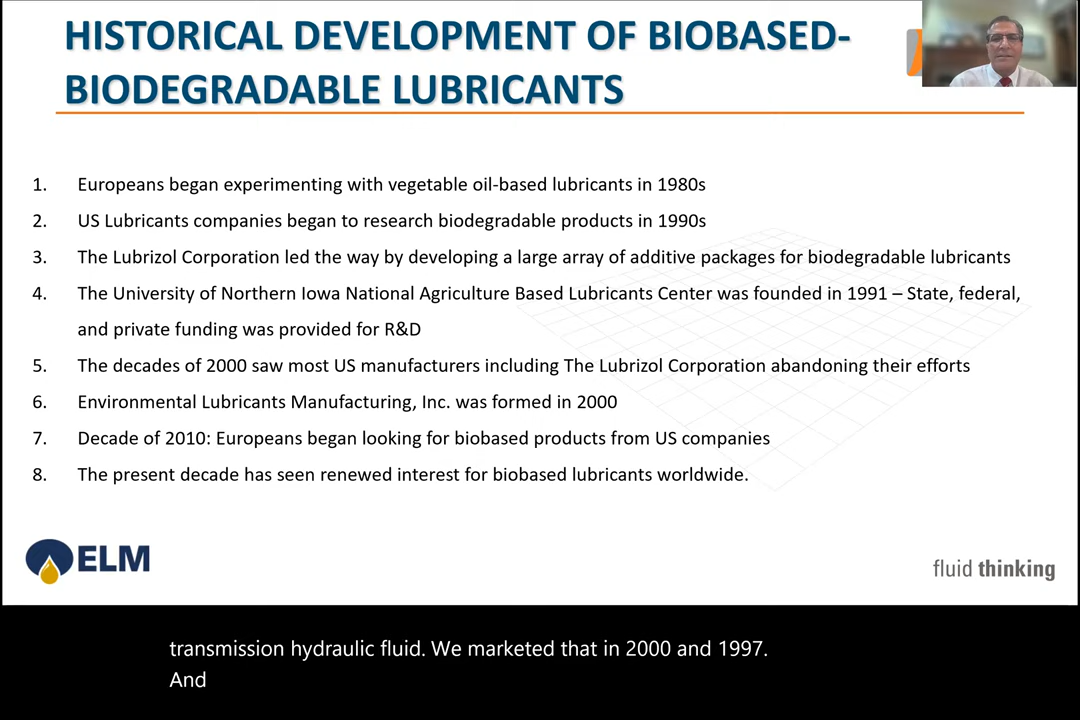 HISTORICAL DEVELOPMENT OF BIOBASED-
BIODEGRADABLE LUBRICANTS
1. Europeans began experimenting with vegetable oil-based lubricants in 1980s
2. US Lubricants companies began to research biodegradable products in 1990s
3. The Lubrizol Corporation led the way by developing a large array of additive packages for biodegradable lubricants
4. The University of Northern Iowa National Agriculture Based Lubricants Center was founded in 1991 – State, federal,
and private funding was provided for R&D
5. The decades of 2000 saw most US manufacturers including The Lubrizol Corporation abandoning their efforts
6. Environmental Lubricants Manufacturing, Inc. was formed in 2000
7. Decade of 2010: Europeans began looking for biobased products from US companies
8. The present decade has seen renewed interest for biobased lubricants worldwide.
ELM
fluid thinking
transmission hydraulic fluid. We marketed that in 2000 and 1997.
And